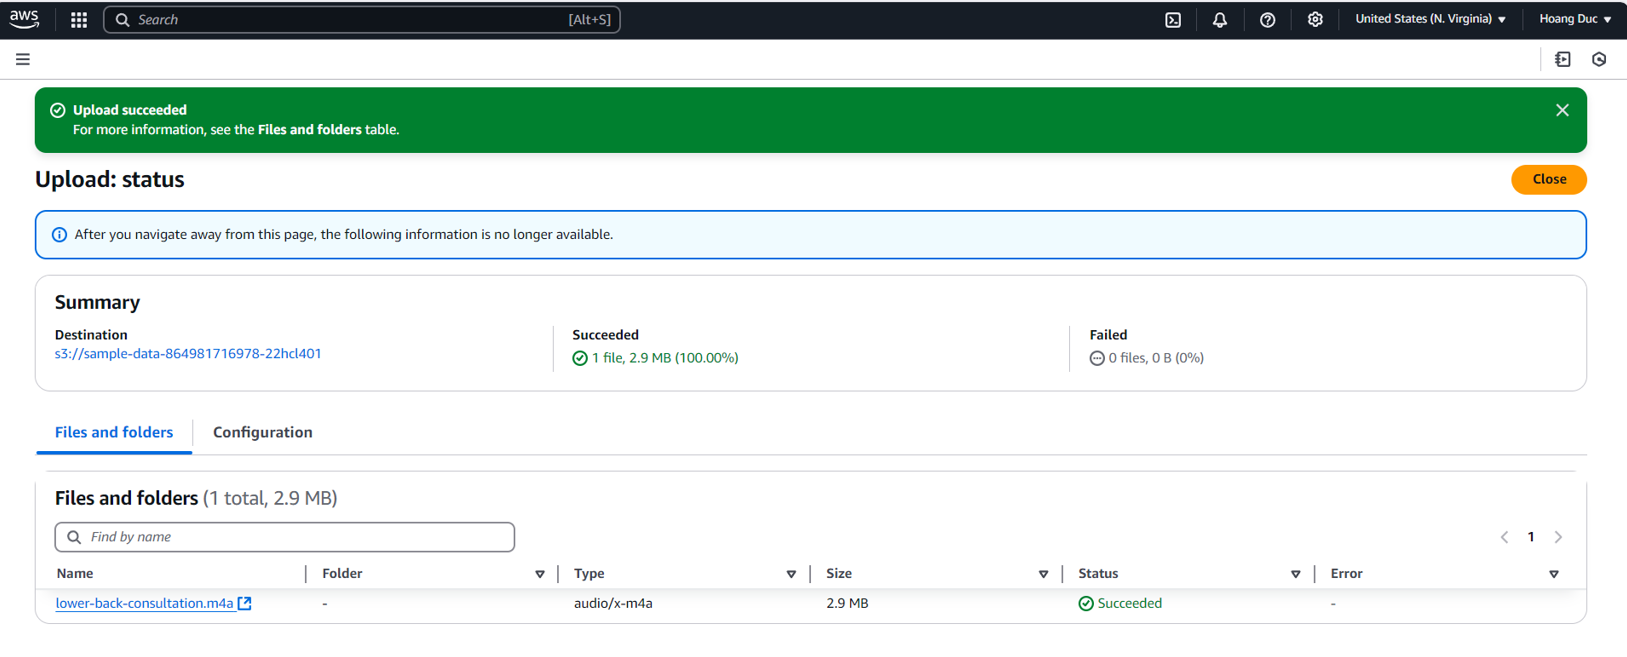 aws
Search [Alt+S] United States (N. Virginia) Hoang Duc
Upload succeeded
For more information, see the Files and folders table.
Upload: status
Close
After you navigate away from this page, the following information is no longer available.
Summary
Destination Succeeded Failed
s3://sample-data-864981716978-22hcl401 1 file, 2.9 MB (100.00%) 0 files, 0 B (0%)
Files and folders Configuration
Files and folders (1 total, 2.9 MB)
Find by name 1
Name Folder Type Size Status Error
lower-back-consultation.m4a - audio/x-m4a 2.9 MB Succeeded -